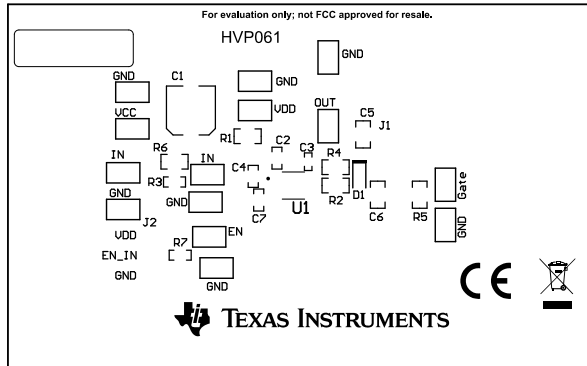 For evaluation only; not FCC approved for resale.
HVP061
GND
GND
C1
GND
VCC
VDD
OUT
C5
J1
R1
R6
C2
C3
R4
IN
IN
R3
C4
D1
Gate
GND
GND
U1
R2
C6
R5
GND
J2
C7
VDD
EN
R7
EN_IN
GND
GND
CE
TEXAS INSTRUMENTS